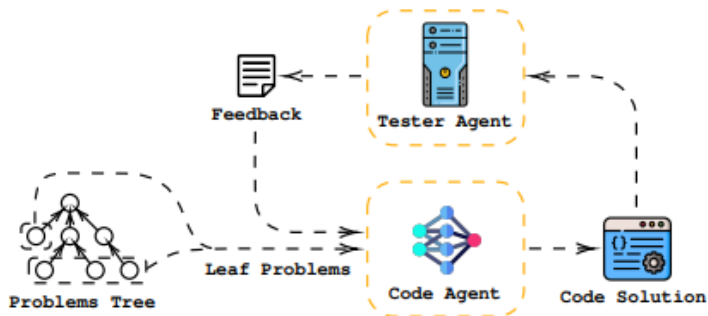 Feedback
Tester Agent
Leaf Problems
Problems Tree
Code Agent
Code Solution